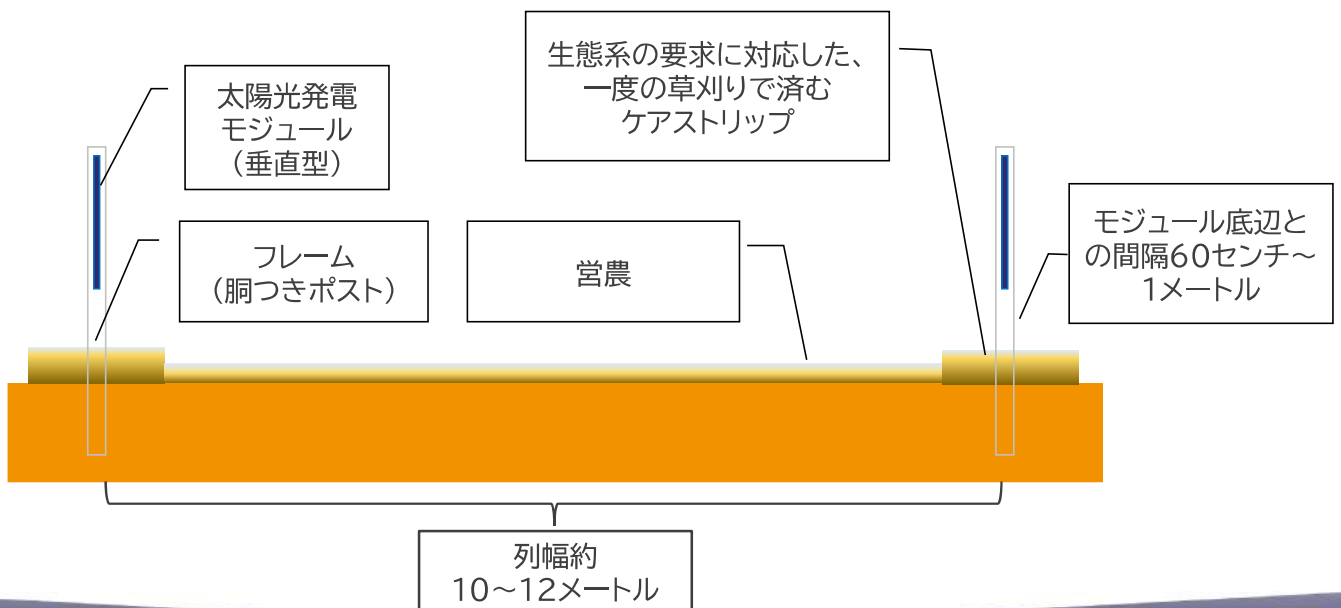 太陽光発電
モジュール
（垂直型）
生態系の要求に対応した、
一度の草刈りで済む
ケアストリップ
フレーム
（胴つきポスト）
営農
モジュール底辺と
の間隔60センチ～
1メートル
列幅約
10～12メートル